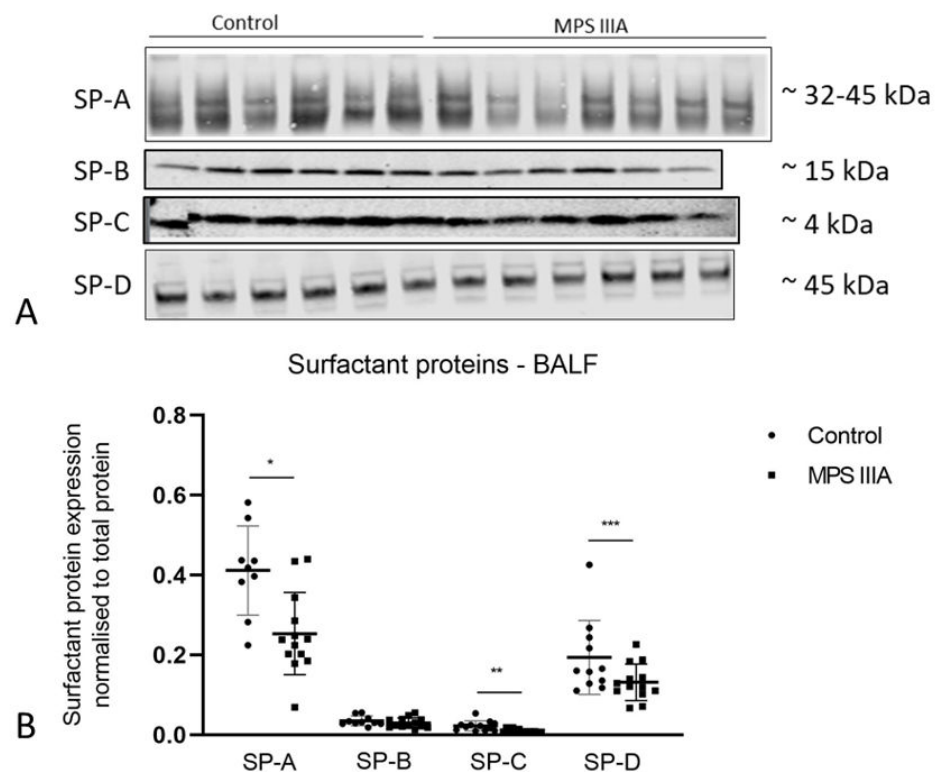 Control MPS IIIA
SP-A ~ 32-45 kDa
SP-B ~ 15 kDa
SP-C ~ 4 kDa
SP-D ~ 45 kDa
A
Surfactant proteins - BALF
Surfactant protein expression
normalised to total protein
0.8
0.6
0.4
0.2
0.0
*
**
***
Control
MPS IIIA
B
SP-A SP-B SP-C SP-D